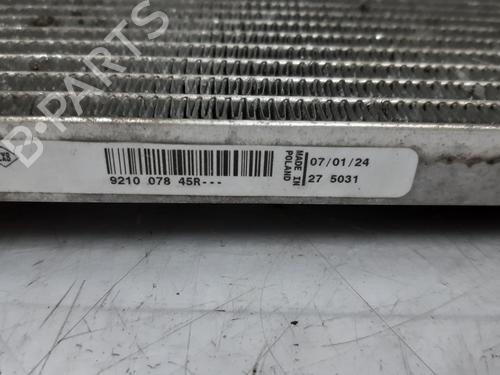 B-PARTS
07/01/24
MADE IN
POLAND
9210 078 45R---
27 5031